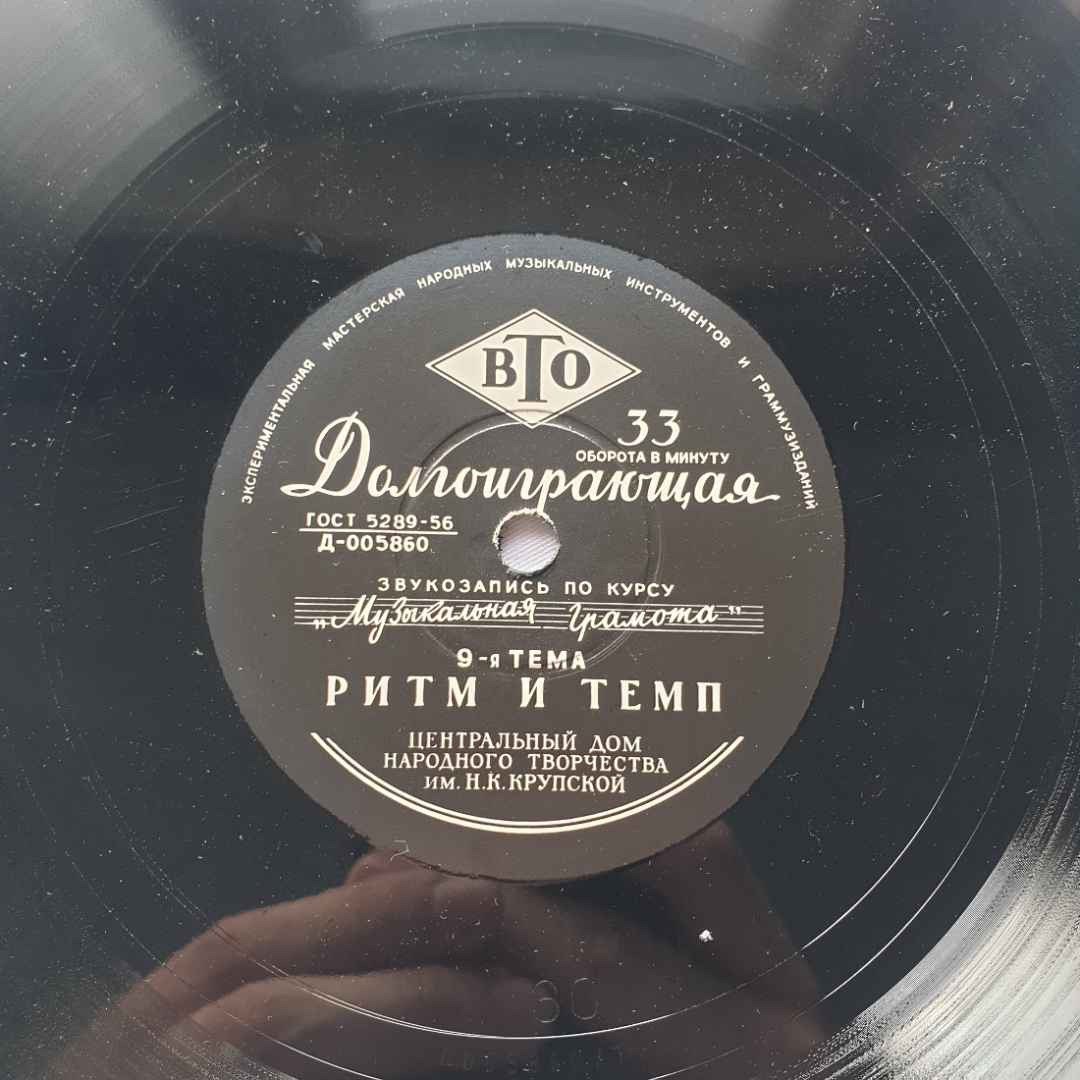 ЭКСПЕРИМЕНТАЛЬНАЯ МАСТЕРСКАЯ НАРОДНЫХ МУЗЫКАЛЬНЫХ ИНСТРУМЕНТОВ И ГРАММУЗИЗДАНИЙ
ВТО
33
ОБОРОТА В МИНУТУ
Долгоиграющая
ГОСТ 5289-56
Д-005860
ЗВУКОЗАПИСЬ ПО КУРСУ
„Музыкальная грамота"
9-я ТЕМА
РИТМ И ТЕМП
ЦЕНТРАЛЬНЫЙ ДОМ
НАРОДНОГО ТВОРЧЕСТВА
им. Н.К.КРУПСКОЙ
30